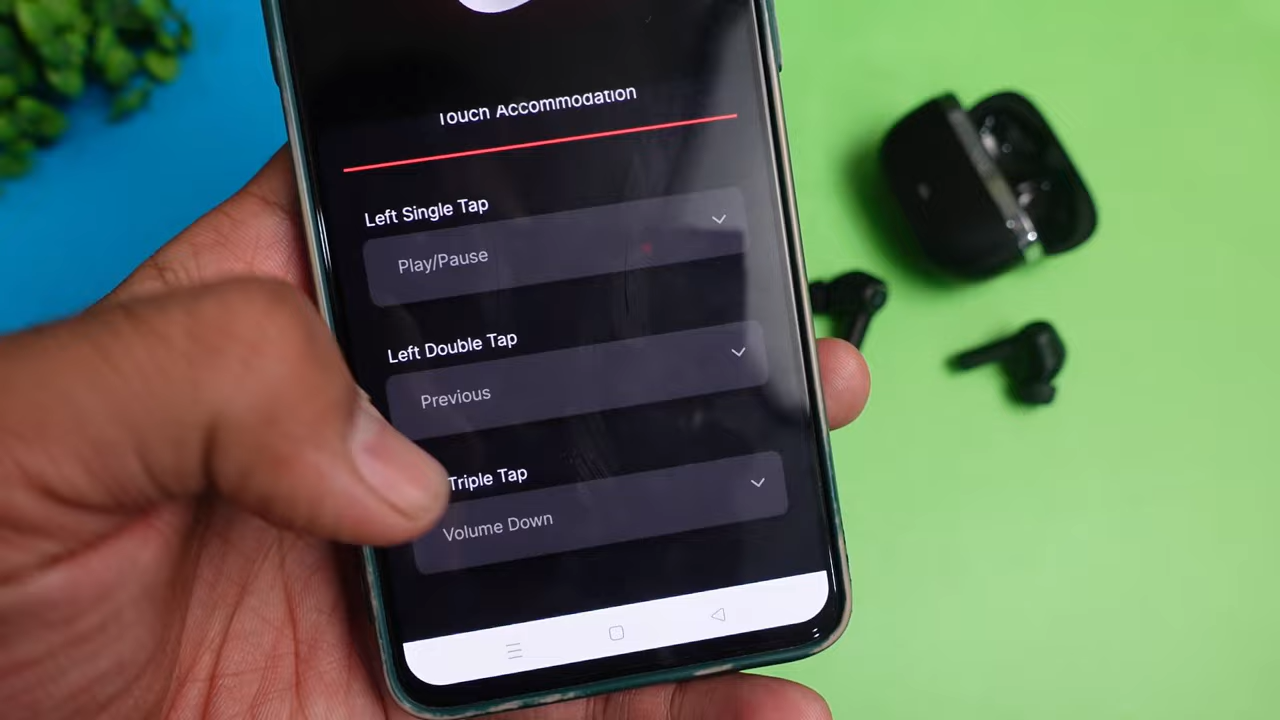 Touch Accommodation
Left Single Tap
Play/Pause
Left Double Tap
Previous
Triple Tap
Volume Down